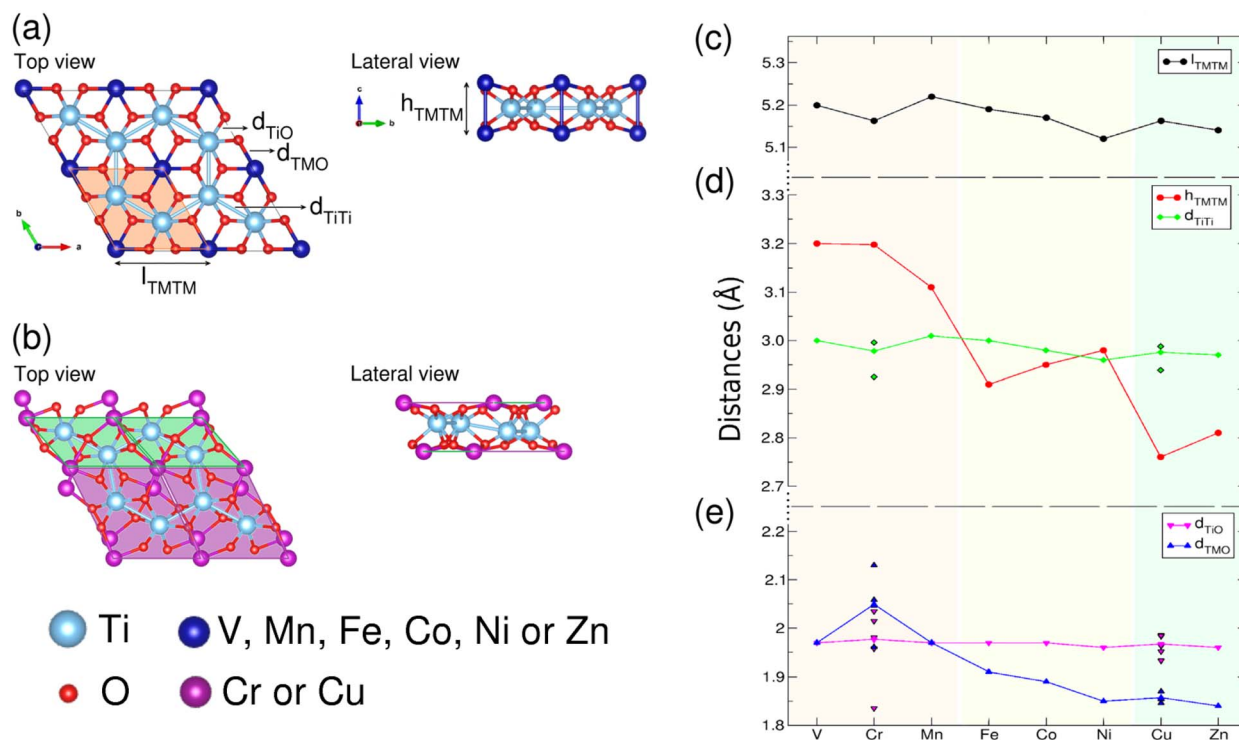 (a)
Top view
Lateral view
c
b
h_TMTM
d_TiO
d_TMO
d_TiTi
b
a
l_TMTM
(b)
Top view
Lateral view
Ti
V, Mn, Fe, Co, Ni or Zn
O
Cr or Cu
Distances (Å)
(c)
l_TMTM
5.3
5.2
5.1
(d)
h_TMTM
d_TiTi
3.3
3.2
3.1
3.0
2.9
2.8
2.7
(e)
d_TiO
d_TMO
2.2
2.1
2
1.9
1.8
V Cr Mn Fe Co Ni Cu Zn